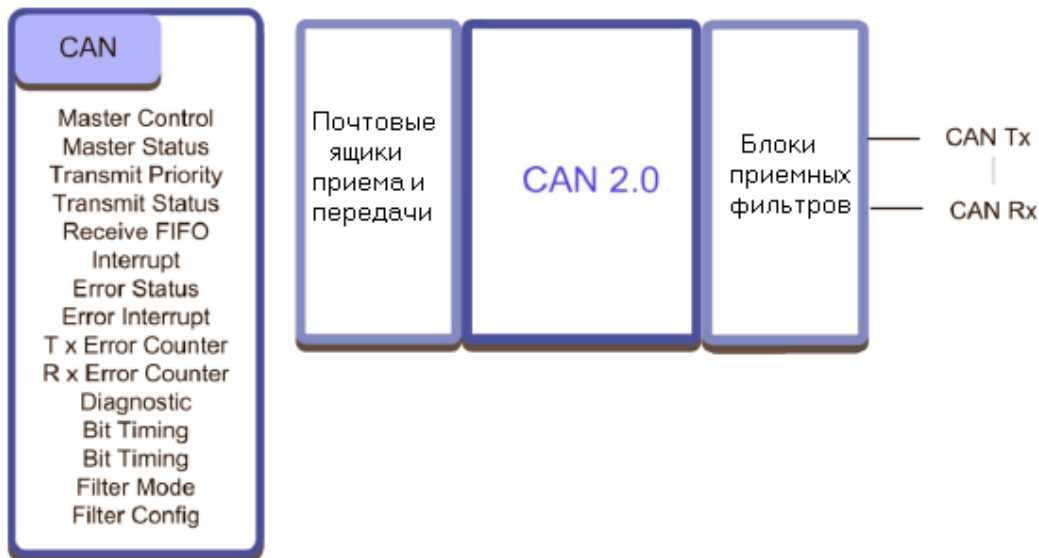 CAN
Master Control
Master Status
Transmit Priority
Transmit Status
Receive FIFO
Interrupt
Error Status
Error Interrupt
T x Error Counter
R x Error Counter
Diagnostic
Bit Timing
Bit Timing
Filter Mode
Filter Config
Почтовые
ящики
приема и
передачи
CAN 2.0
Блоки
приемных
фильтров
CAN Tx
CAN Rx